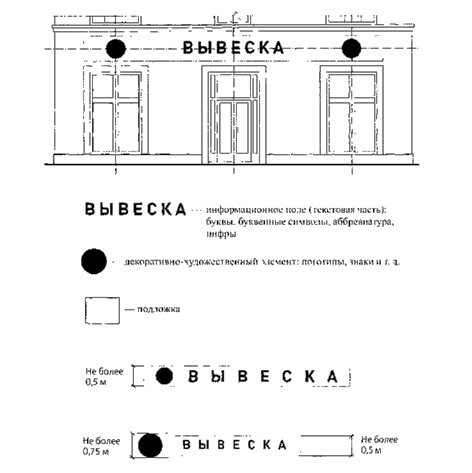 ВЫВЕСКА
ВЫВЕСКА - информационное поле (текстовая часть):
буквы, буквенные символы, аббревиатура,
цифры
- декоративно-художественный элемент: логотипы, знаки и т. д.
— подложка
Не более
0,5 м
ВЫВЕСКА
Не более
0,75 м
ВЫВЕСКА
Не более
0,5 м